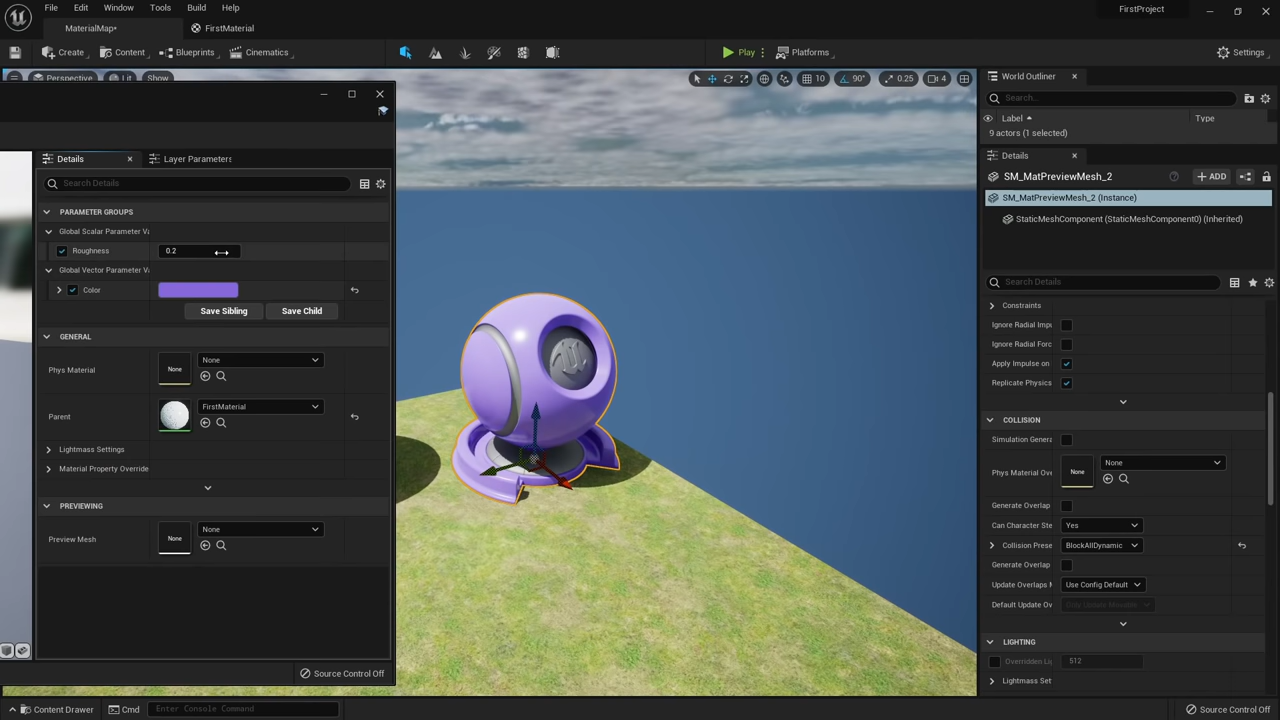 File Edit Window Tools Build Help
FirstProject
MaterialMap*
FirstMaterial
Create
Content
Blueprints
Cinematics
Play
Platforms
Settings
Perspective
Lit
Show
10
90°
0.25
4
World Outliner
Search...
Label
Type
9 actors (1 selected)
Details
SM_MatPreviewMesh_2
ADD
SM_MatPreviewMesh_2 (Instance)
StaticMeshComponent (StaticMeshComponent0) (Inherited)
Search Details
Constraints
Ignore Radial Impu
Ignore Radial Forc
Apply Impulse on
Replicate Physics
COLLISION
Simulation Genera
Phys Material Ove
None
None
Generate Overlap
Can Character Ste
Yes
Collision Prese
BlockAllDynamic
Generate Overlap
Update Overlaps M
Use Config Default
Default Update Ov
Only Update Movable
LIGHTING
Overridden Lig
512
Lightmass Set
Details
Layer Parameters
Search Details
PARAMETER GROUPS
Global Scalar Parameter Va
Roughness
0.2
Global Vector Parameter Va
Color
Save Sibling
Save Child
GENERAL
Phys Material
None
None
Parent
FirstMaterial
Lightmass Settings
Material Property Override
PREVIEWING
Preview Mesh
None
None
Source Control Off
Content Drawer
Cmd
Enter Console Command
Source Control Off